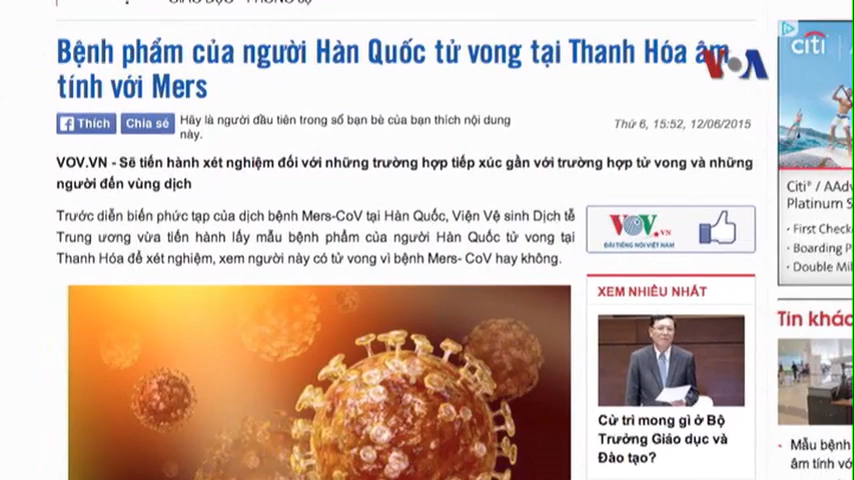 Bệnh phẩm của người Hàn Quốc tử vong tại Thanh Hóa âm
tính với Mers
VOA
Thích
Chia sẻ
Hãy là người đầu tiên trong số bạn bè của bạn thích nội dung
này.
Thứ 6, 15:52, 12/06/2015
VOV.VN - Sẽ tiến hành xét nghiệm đối với những trường hợp tiếp xúc gần với trường hợp tử vong và những
người đến vùng dịch
Trước diễn biến phức tạp của dịch bệnh Mers-CoV tại Hàn Quốc, Viện Vệ sinh Dịch tễ
Trung ương vừa tiến hành lấy mẫu bệnh phẩm của người Hàn Quốc tử vong tại
Thanh Hóa để xét nghiệm, xem người này có tử vong vì bệnh Mers- CoV hay không.
VOV.VN
ĐÀI TIẾNG NÓI VIỆT NAM
XEM NHIỀU NHẤT
Cử tri mong gì ở Bộ
Trưởng Giáo dục và
Đào tạo?
citi
Citi® / AAdv
Platinum S
· First Check
· Boarding P
· Double Mil
Tin khác
Mẫu bệnh
âm tính vớ